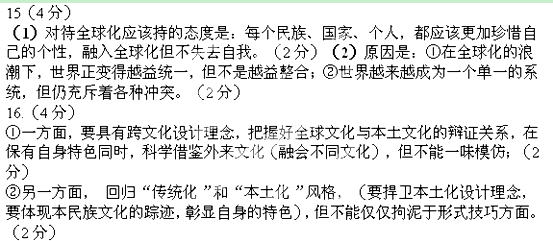 15（4分）
（1）对待全球化应该持的态度是：每个民族、国家、个人，都应该更加珍惜自
己的个性，融入全球化但不失去自我。（2分）（2）原因是：①在全球化的浪
潮下，世界正变得越益统一，但不是越益整合；②世界越来越成为一个单一的系
统，但仍充斥着各种冲突。（2分）
16.（4分）
①一方面，要具有跨文化设计理念，把握好全球文化与本土文化的辩证关系，在
保有自身特色同时，科学借鉴外来文化（融会不同文化），但不能一味模仿；（2
分）
②另一方面， 回归“传统化”和“本土化”风格，（要捍卫本土化设计理念，
要体现本民族文化的踪迹，彰显自身的特色），但不能仅仅拘泥于形式技巧方面。
（2分）